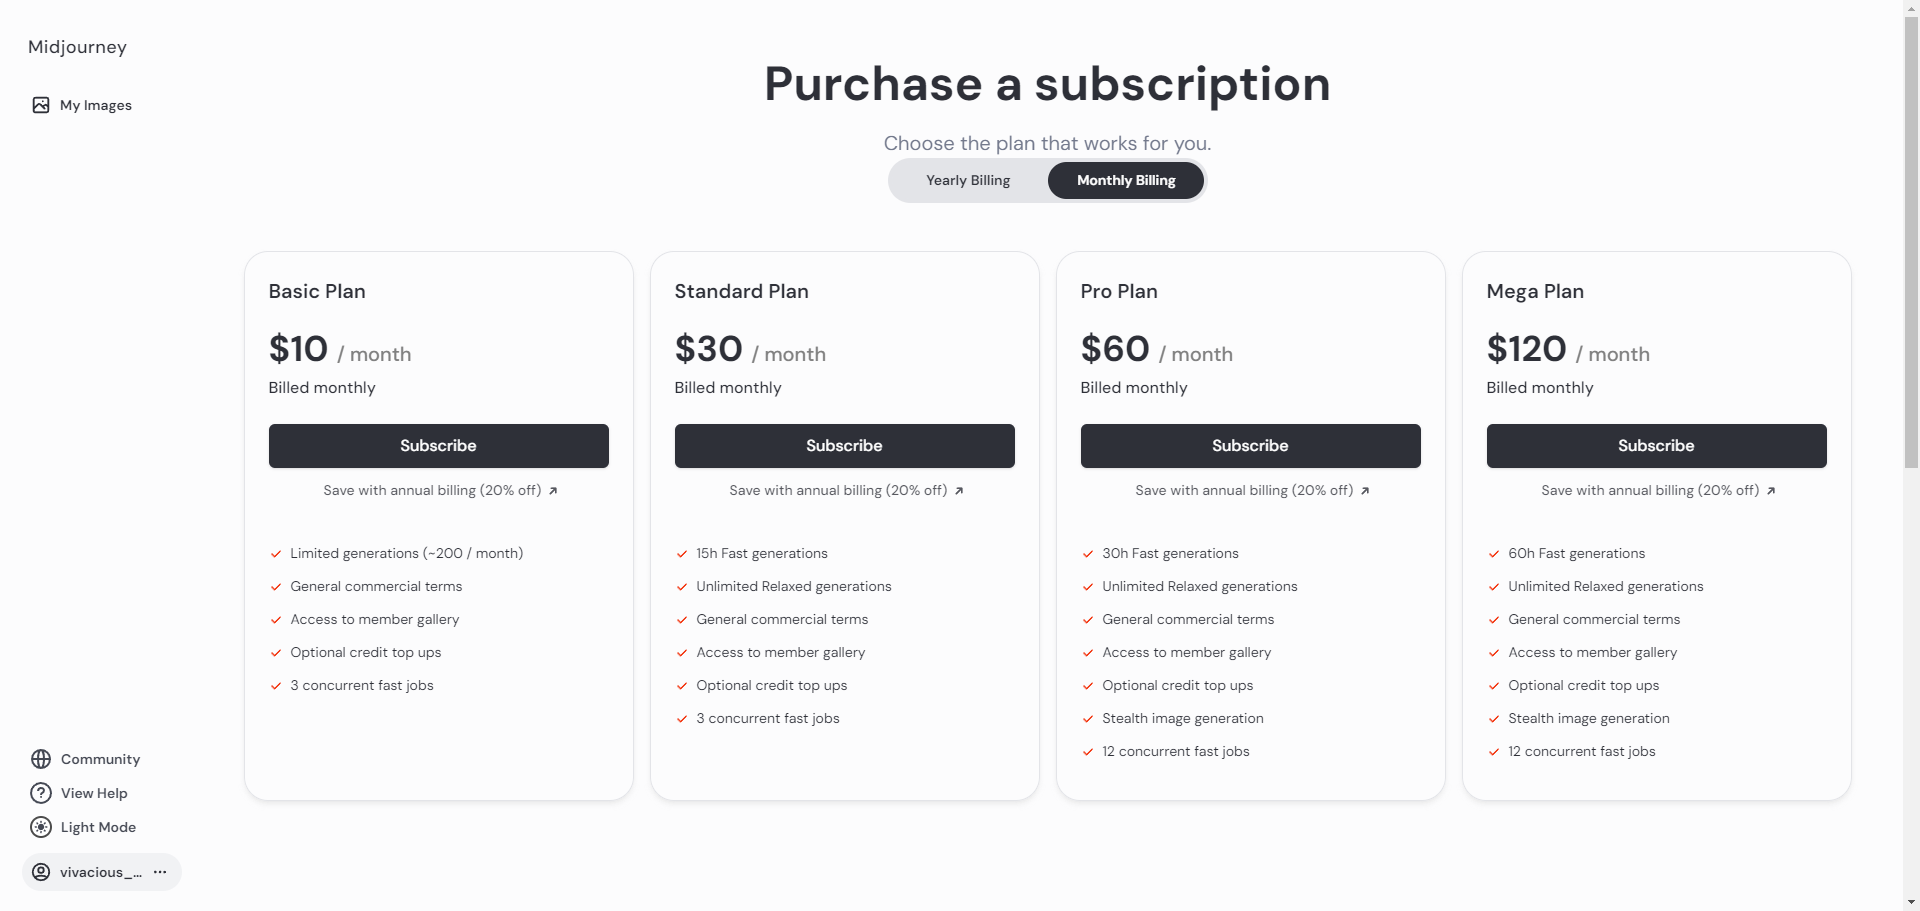 Midjourney
My Images
Purchase a subscription
Choose the plan that works for you.
Yearly Billing
Monthly Billing
Basic Plan
$10 / month
Billed monthly
Subscribe
Save with annual billing (20% off)
Limited generations (~200 / month)
General commercial terms
Access to member gallery
Optional credit top ups
3 concurrent fast jobs
Standard Plan
$30 / month
Billed monthly
Subscribe
Save with annual billing (20% off)
15h Fast generations
Unlimited Relaxed generations
General commercial terms
Access to member gallery
Optional credit top ups
3 concurrent fast jobs
Pro Plan
$60 / month
Billed monthly
Subscribe
Save with annual billing (20% off)
30h Fast generations
Unlimited Relaxed generations
General commercial terms
Access to member gallery
Optional credit top ups
Stealth image generation
12 concurrent fast jobs
Mega Plan
$120 / month
Billed monthly
Subscribe
Save with annual billing (20% off)
60h Fast generations
Unlimited Relaxed generations
General commercial terms
Access to member gallery
Optional credit top ups
Stealth image generation
12 concurrent fast jobs
Community
View Help
Light Mode
vivacious_...